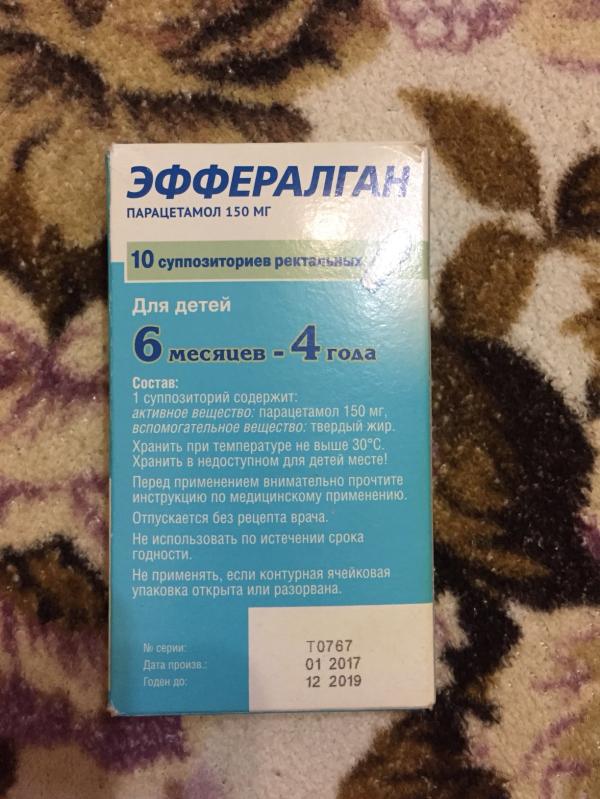 ЭФФЕРАЛГАН
ПАРАЦЕТАМОЛ 150 МГ
10 суппозиториев ректальных
Для детей
6 месяцев - 4 года
Состав:
1 суппозиторий содержит:
активное вещество: парацетамол 150 мг,
вспомогательное вещество: твердый жир.
Хранить при температуре не выше 30°С.
Хранить в недоступном для детей месте!
Перед применением внимательно прочтите
инструкцию по медицинскому применению.
Отпускается без рецепта врача.
Не использовать по истечении срока
годности.
Не применять, если контурная ячейковая
упаковка открыта или разорвана.
№ серии: T0767
Дата произв.: 01 2017
Годен до: 12 2019